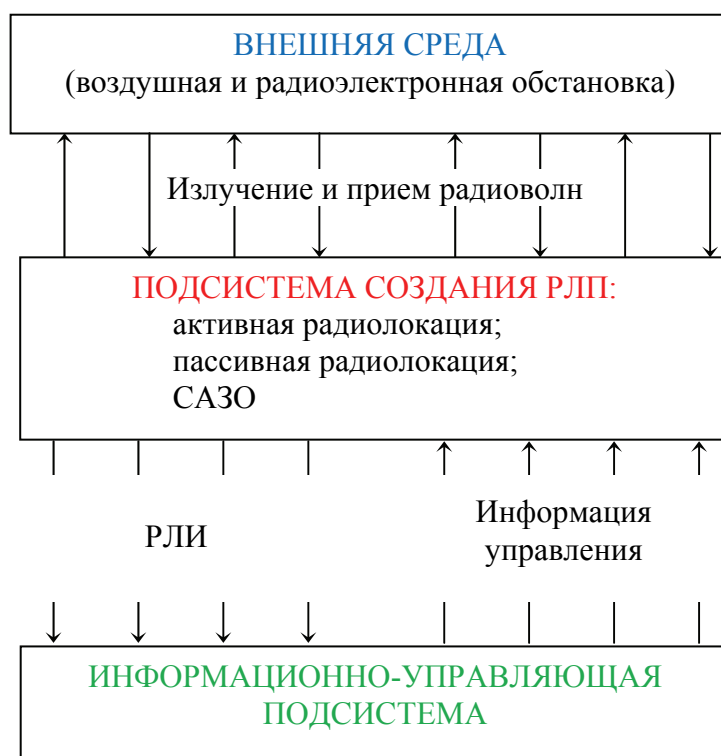 ВНЕШНЯЯ СРЕДА
(воздушная и радиоэлектронная обстановка)
Излучение и прием радиоволн
ПОДСИСТЕМА СОЗДАНИЯ РЛП:
активная радиолокация;
пассивная радиолокация;
САЗО
РЛИ
Информация
управления
ИНФОРМАЦИОННО-УПРАВЛЯЮЩАЯ
ПОДСИСТЕМА